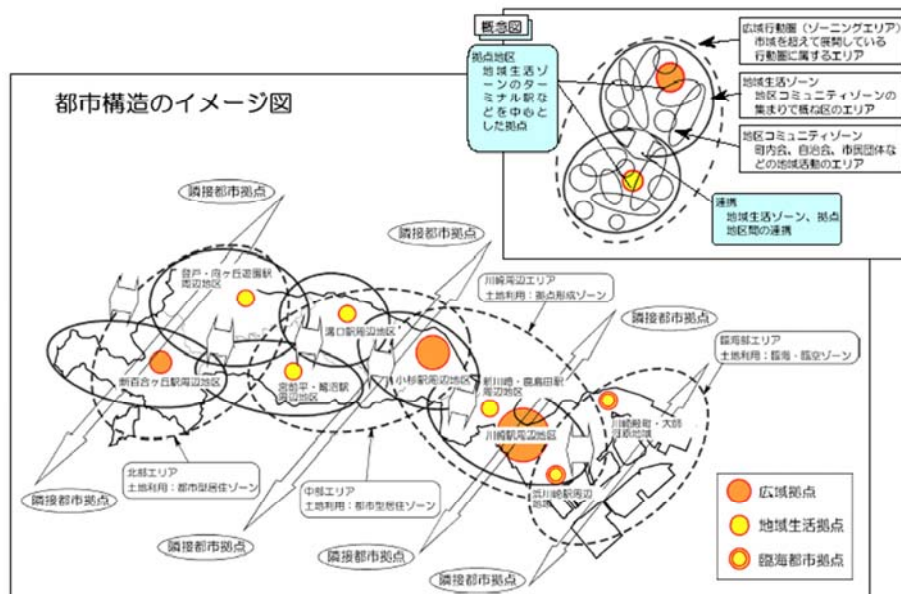 概念図
拠点地区
地域生活ゾ
ーンのター
ミナル駅な
どを中心と
した拠点
広域行動圏（ゾーニングエリア）
市域を超えて展開している
行動圏に属するエリア
地域生活ゾーン
地区コミュニティゾーンの
集まりで概ね区のエリア
地区コミュニティゾーン
町内会、自治会、市民団体な
どの地域活動のエリア
連携
地域生活ゾーン、拠点
地区間の連携
都市構造のイメージ図
隣接都市拠点
隣接都市拠点
隣接都市拠点
登戸・向ヶ丘遊園駅
周辺地区
溝口駅周辺地区
新百合ヶ丘駅周辺地区
宮前平・鷺沼駅
周辺地区
小杉駅周辺地区
川崎周辺エリア
土地利用：拠点形成ゾーン
隣接都市拠点
臨海部エリア
土地利用：臨海・臨空ゾーン
新川崎・鹿島田駅
周辺地区
川崎駅周辺地区
川崎殿町・大師
河原地域
浜川崎駅周辺
地域
北部エリア
土地利用：都市型居住ゾーン
中部エリア
土地利用：都市型居住ゾーン
隣接都市拠点
隣接都市拠点
隣接都市拠点
隣接都市拠点
広域拠点
地域生活拠点
臨海都市拠点